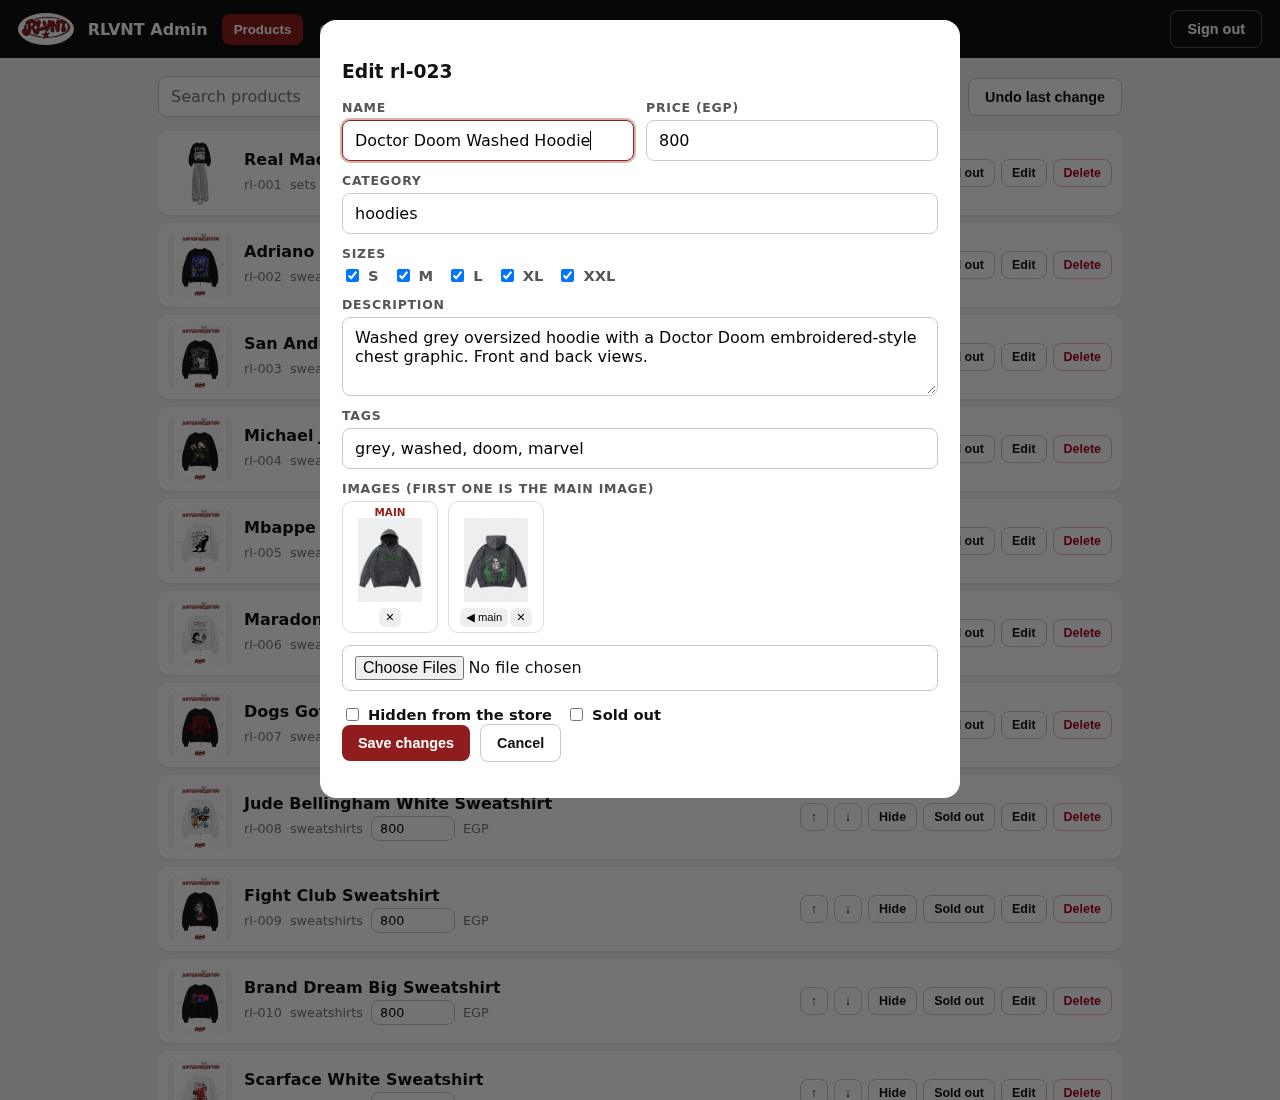 RLVNT
RLVNT Admin
Products
Sign out
Search products
Undo last change
Edit rl-023
NAME
PRICE (EGP)
Doctor Doom Washed Hoodie
800
CATEGORY
hoodies
SIZES
S M L XL XXL
DESCRIPTION
Washed grey oversized hoodie with a Doctor Doom embroidered-style
chest graphic. Front and back views.
TAGS
grey, washed, doom, marvel
IMAGES (FIRST ONE IS THE MAIN IMAGE)
MAIN
✕
◀ main ✕
Choose Files No file chosen
Hidden from the store Sold out
Save changes Cancel
Real Mad
rl-001 sets
out Edit Delete
Adriano
rl-002 swea
out Edit Delete
San And
rl-003 swea
out Edit Delete
Michael J
rl-004 swea
out Edit Delete
Mbappe
rl-005 swea
out Edit Delete
Maradon
rl-006 swea
out Edit Delete
Dogs Go
rl-007 swea
out Edit Delete
Jude Bellingham White Sweatshirt
rl-008 sweatshirts 800 EGP
↑ ↓ Hide Sold out Edit Delete
Fight Club Sweatshirt
rl-009 sweatshirts 800 EGP
↑ ↓ Hide Sold out Edit Delete
Brand Dream Big Sweatshirt
rl-010 sweatshirts 800 EGP
↑ ↓ Hide Sold out Edit Delete
Scarface White Sweatshirt
↑ ↓ Hide Sold out Edit Delete